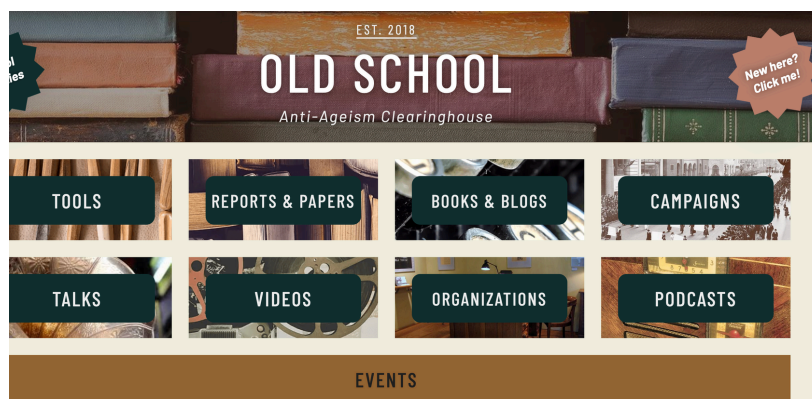 EST. 2018
OLD SCHOOL
Anti-Ageism Clearinghouse
New here?
Click me!
TOOLS
REPORTS & PAPERS
BOOKS & BLOGS
CAMPAIGNS
TALKS
VIDEOS
ORGANIZATIONS
PODCASTS
EVENTS